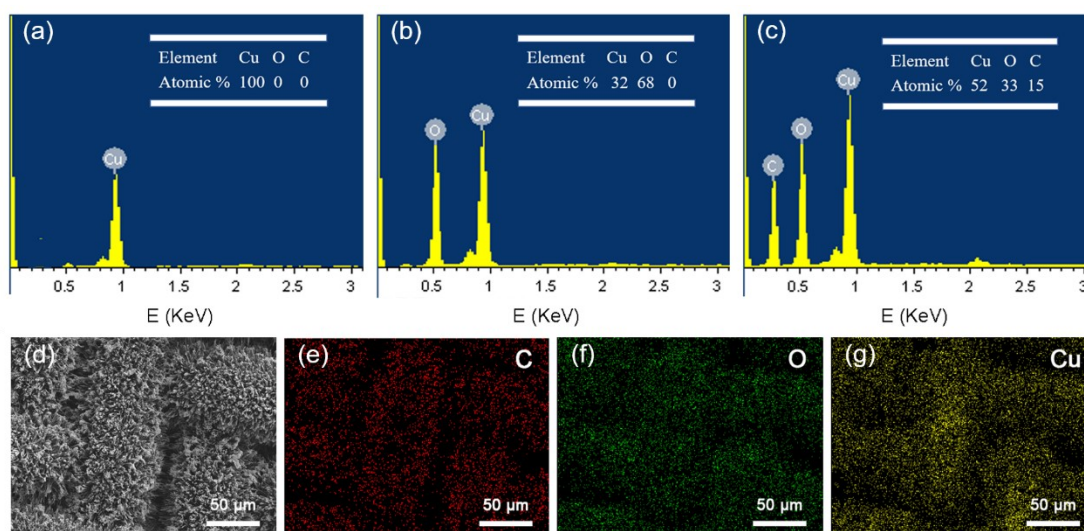 (a)
Element Cu O C
Atomic % 100 0 0
Cu
0.5 1 1.5 2 2.5 3
E (KeV)
(b)
Element Cu O C
Atomic % 32 68 0
O
Cu
0.5 1 1.5 2 2.5 3
E (KeV)
(c)
Element Cu O C
Atomic % 52 33 15
C
O
Cu
0.5 1 1.5 2 2.5 3
E (KeV)
(d)
50 µm
(e)
C
50 µm
(f)
O
50 µm
(g)
Cu
50 µm